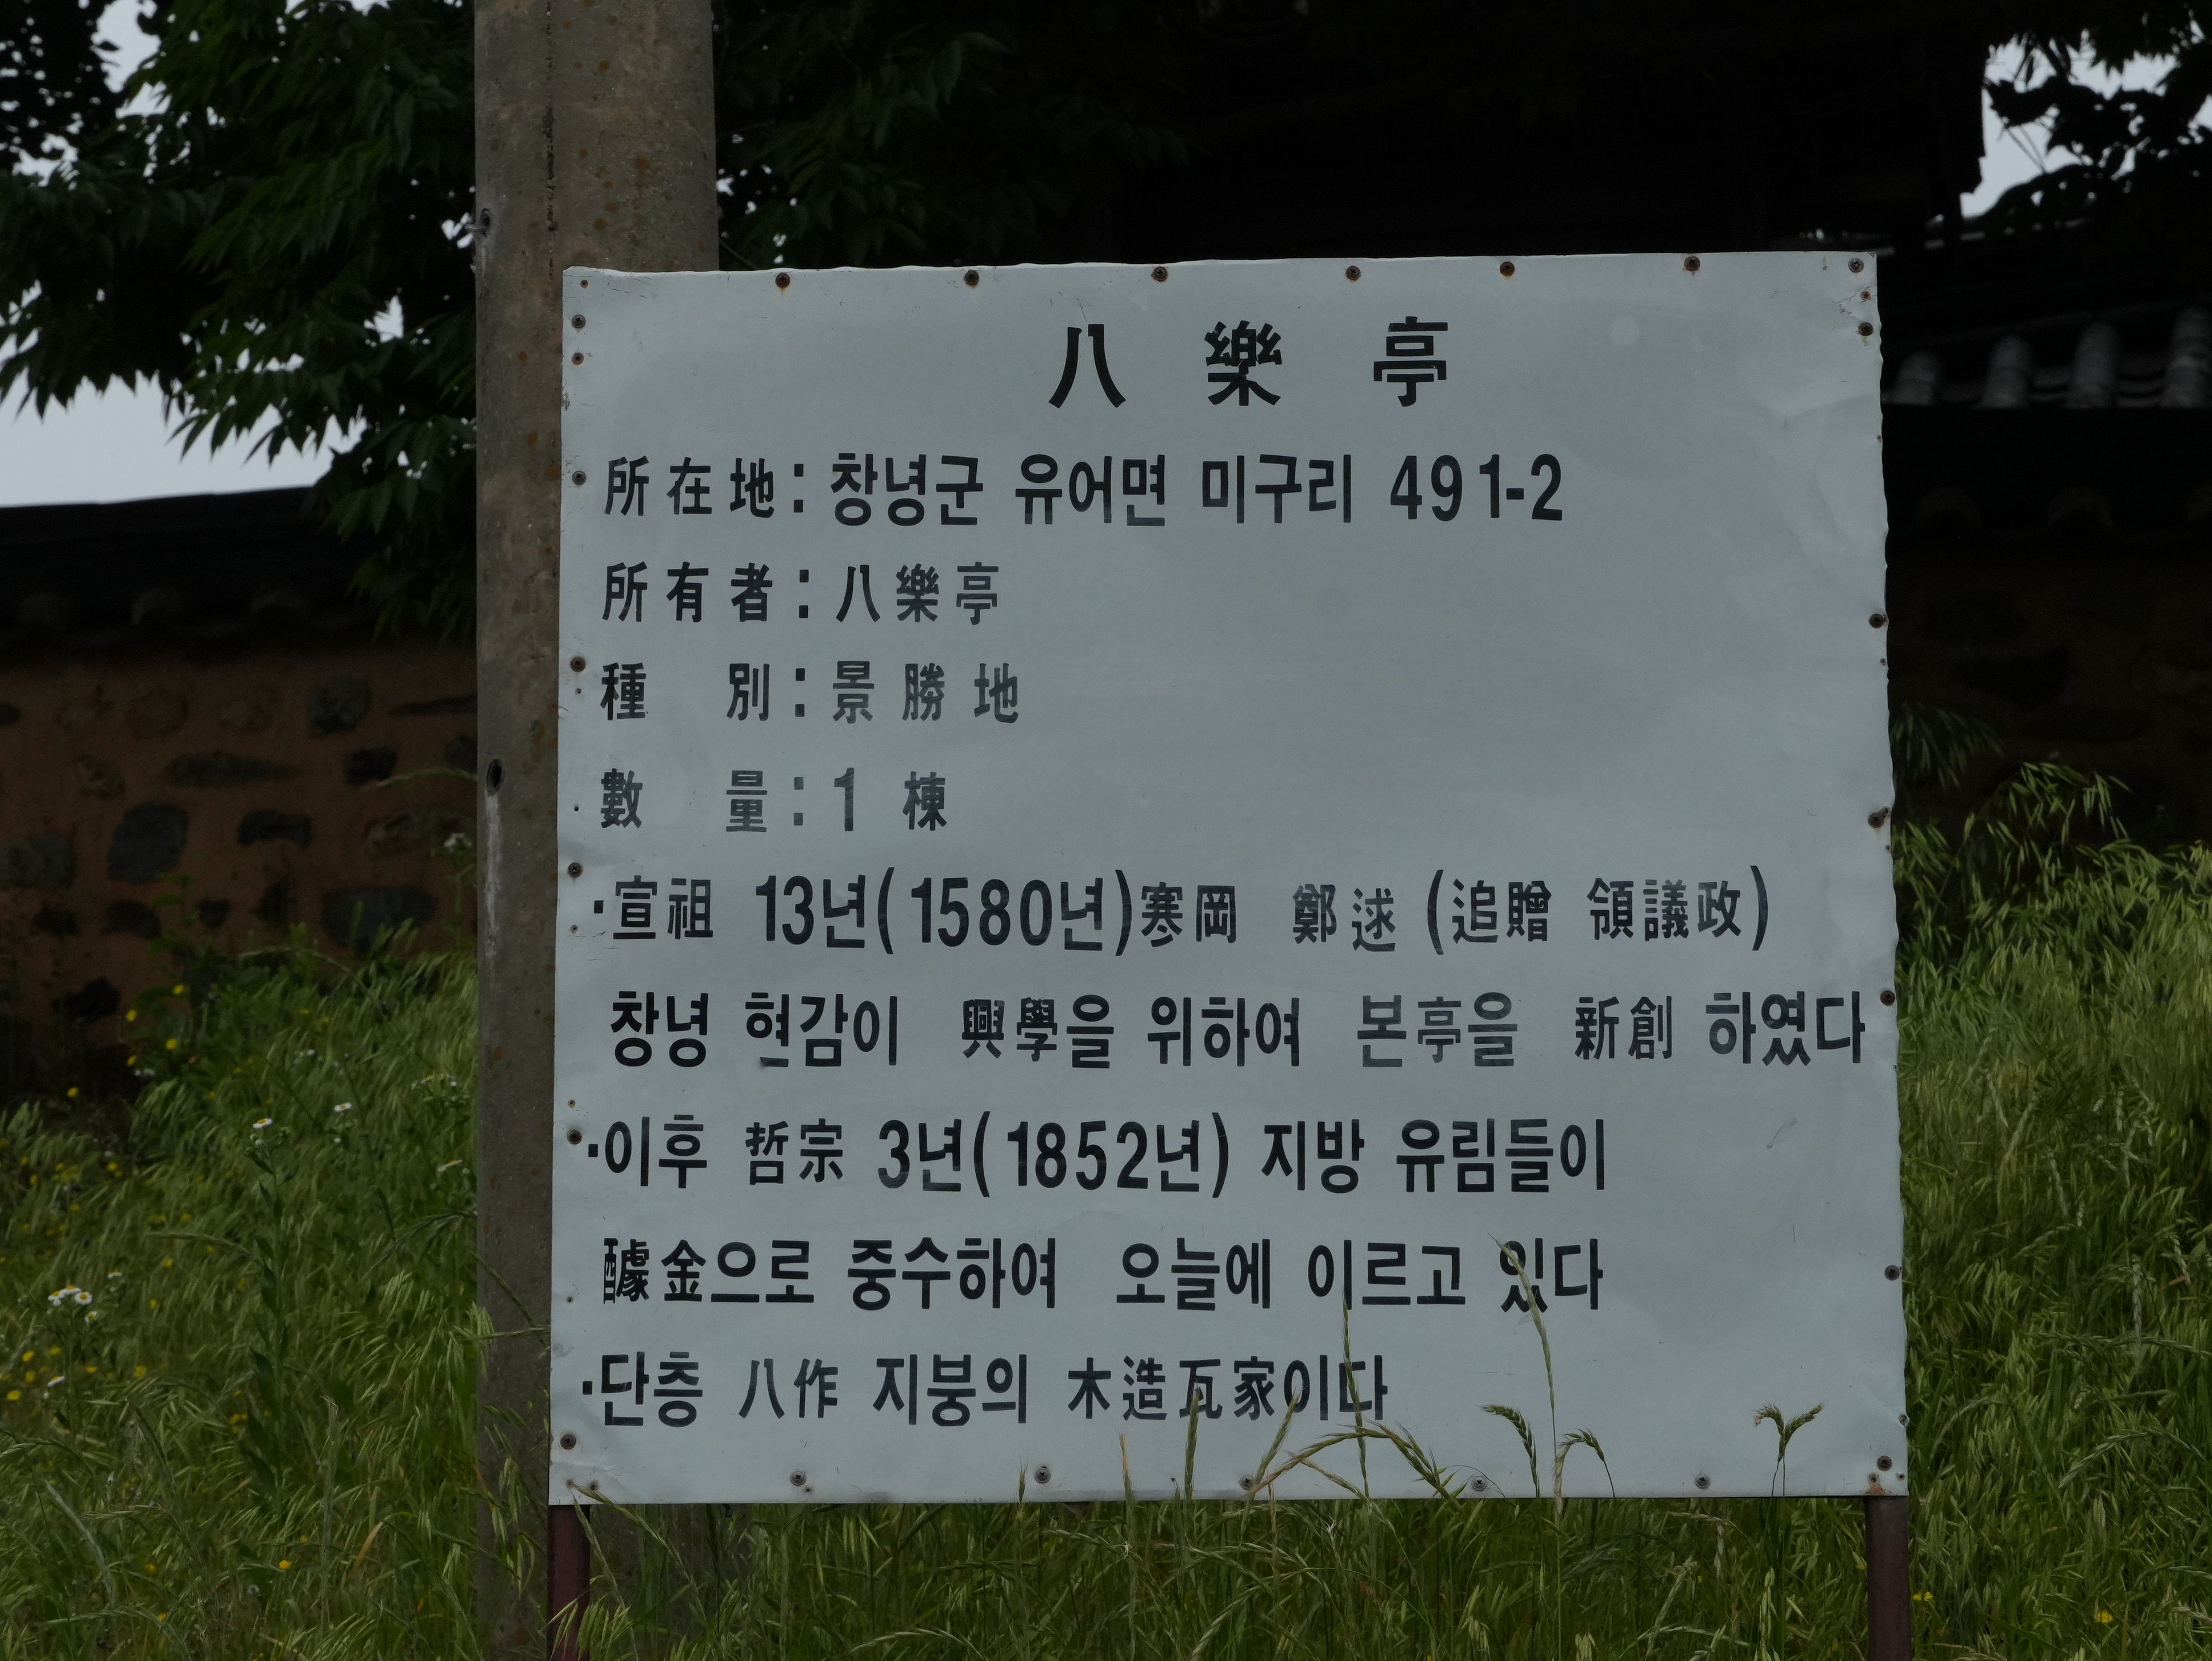 八樂亭
所在地: 창녕군 유어면 미구리 491-2
所有者: 八樂亭
種 別: 景勝地
數 量: 1 棟
·宣祖 13년(1580년)寒岡 鄭逑 (追贈 領議政)
창녕 현감이 興學을 위하여 본亭을 新創 하였다
·이후 哲宗 3년(1852년) 지방 유림들이
醵金으로 중수하여 오늘에 이르고 있다
·단층 八作 지붕의 木造瓦家이다